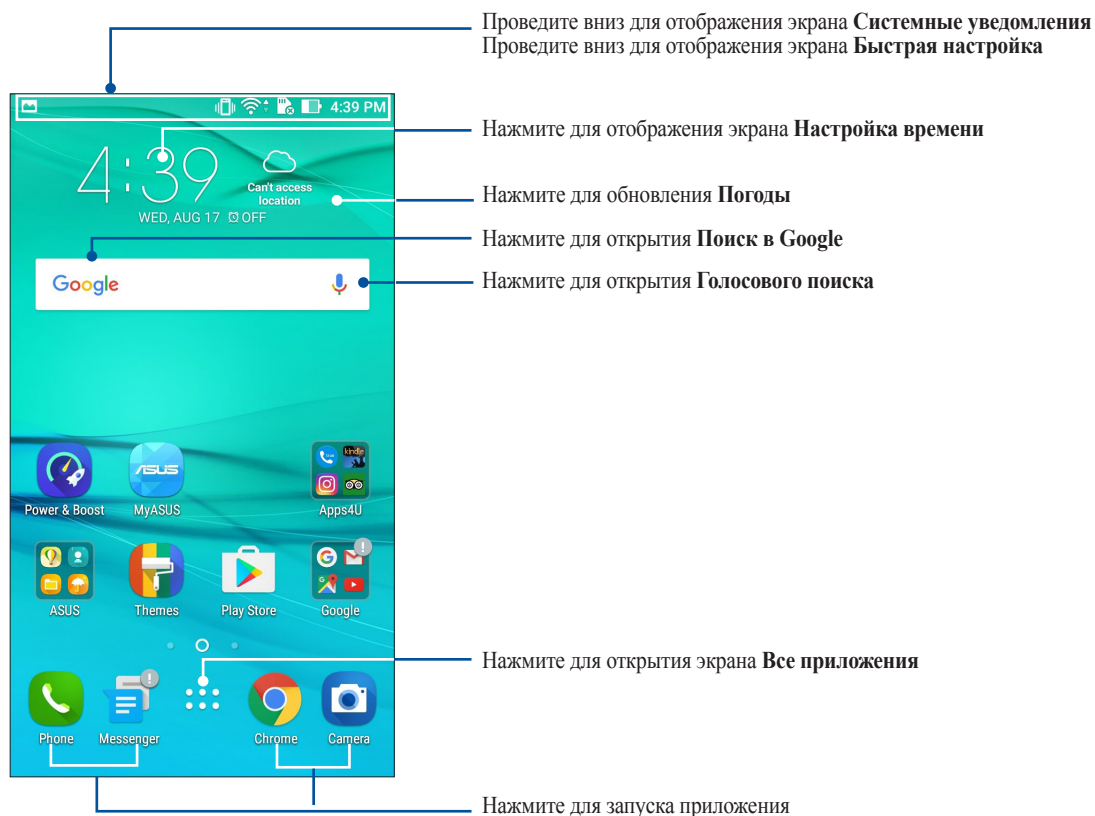 Проведите вниз для отображения экрана Системные уведомления
Проведите вниз для отображения экрана Быстрая настройка
4:39 PM
Нажмите для отображения экрана Настройка времени
4:39
Can't access
location
WED, AUG 17 OFF
Нажмите для обновления Погоды
Нажмите для открытия Поиск в Google
Google
Нажмите для открытия Голосового поиска
ASUS
kindle
Power & Boost MyASUS Apps4U
ASUS Themes Play Store Google
Нажмите для открытия экрана Все приложения
Phone Messenger Chrome Camera
Нажмите для запуска приложения